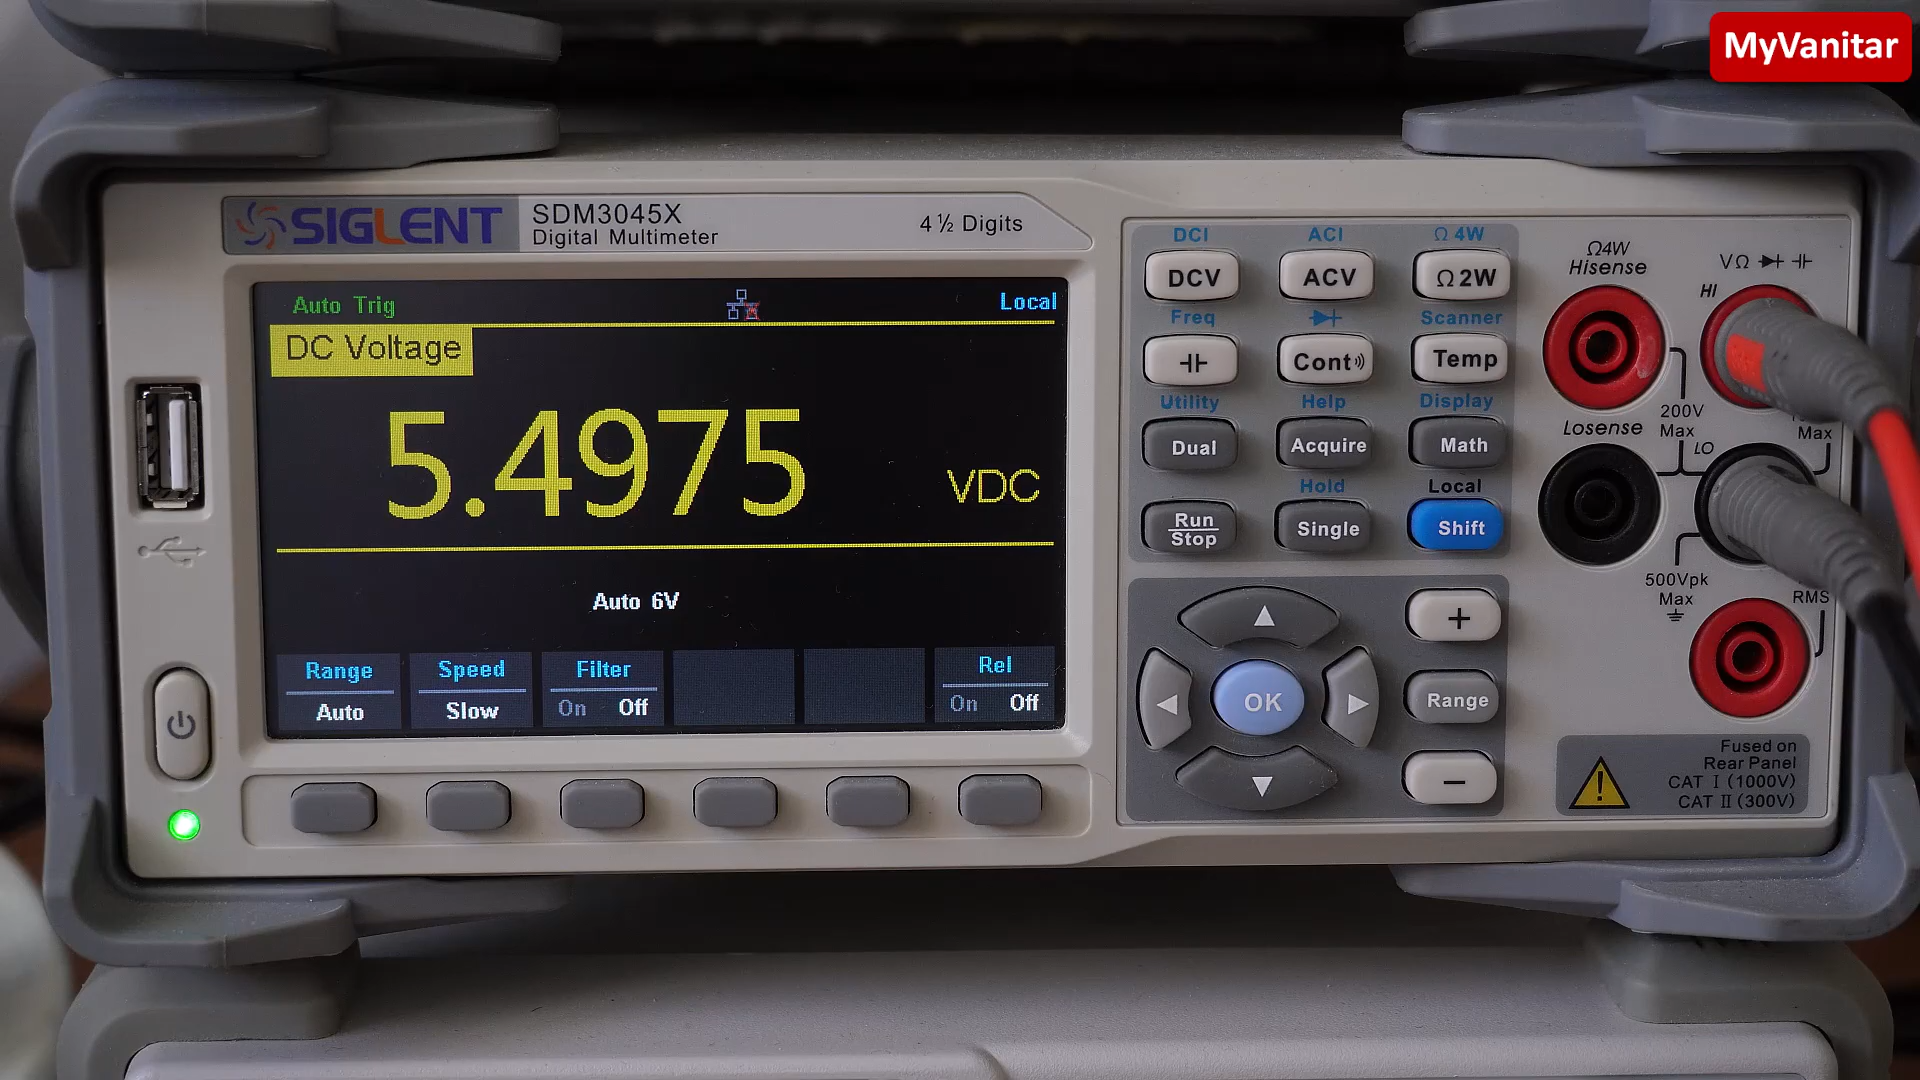 MyVanitar
SIGLENT
SDM3045X
Digital Multimeter
4 ½ Digits
Auto Trig
Local
DC Voltage
5.4975 VDC
Auto 6V
Range
Auto
Speed
Slow
Filter
On Off
Rel
On Off
DCI
ACI
Ω 4W
DCV
ACV
Ω 2W
Freq
Scanner
Cont
Temp
Utility
Help
Display
Dual
Acquire
Math
Hold
Local
Run
Stop
Single
Shift
OK
+
Range
−
Ω4W
Hisense
VΩ
HI
200V
Max
Max
Losense
LO
500Vpk
Max
RMS
Fused on
Rear Panel
CAT I (1000V)
CAT II (300V)